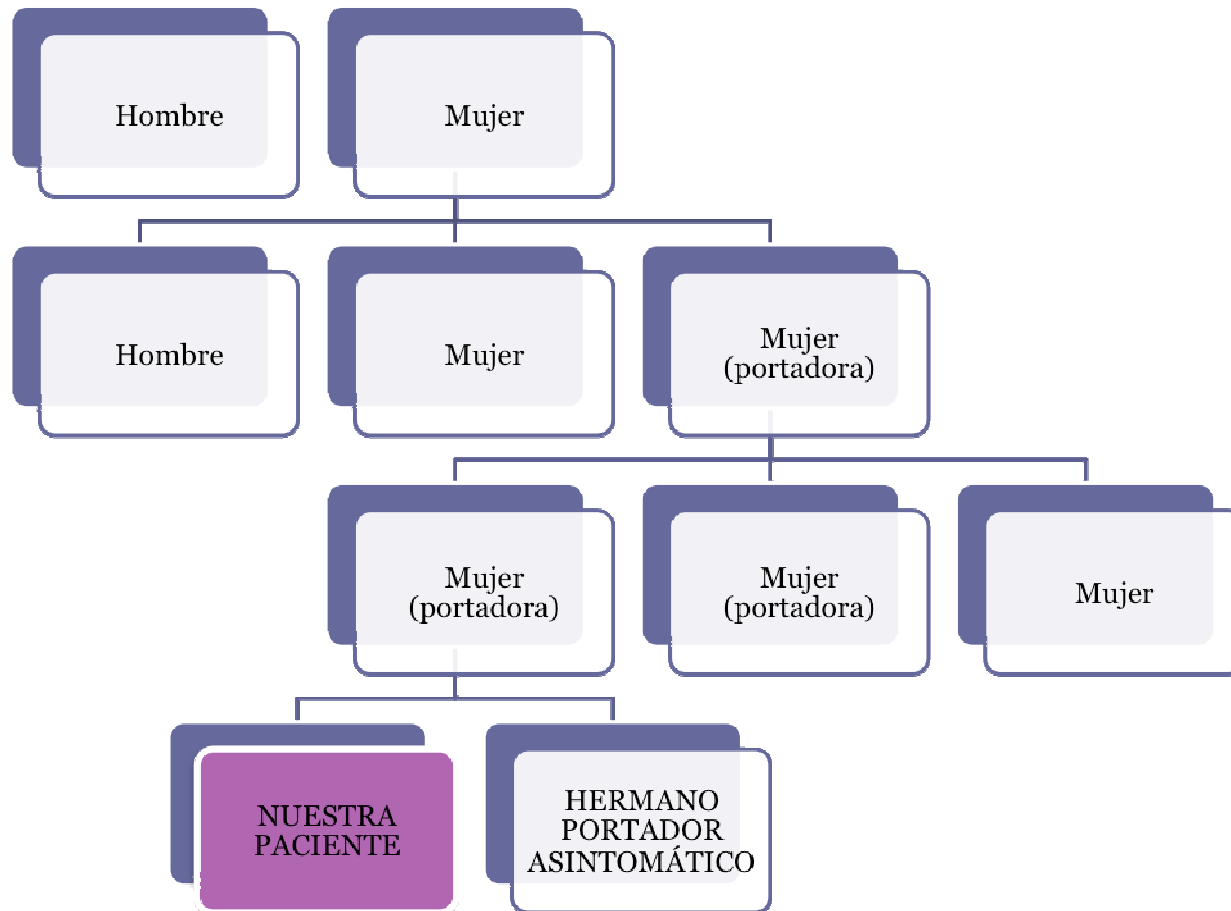 Hombre
Mujer
Hombre
Mujer
Mujer
(portadora)
Mujer
(portadora)
Mujer
(portadora)
Mujer
NUESTRA
PACIENTE
HERMANO
PORTADOR
ASINTOMÁTICO